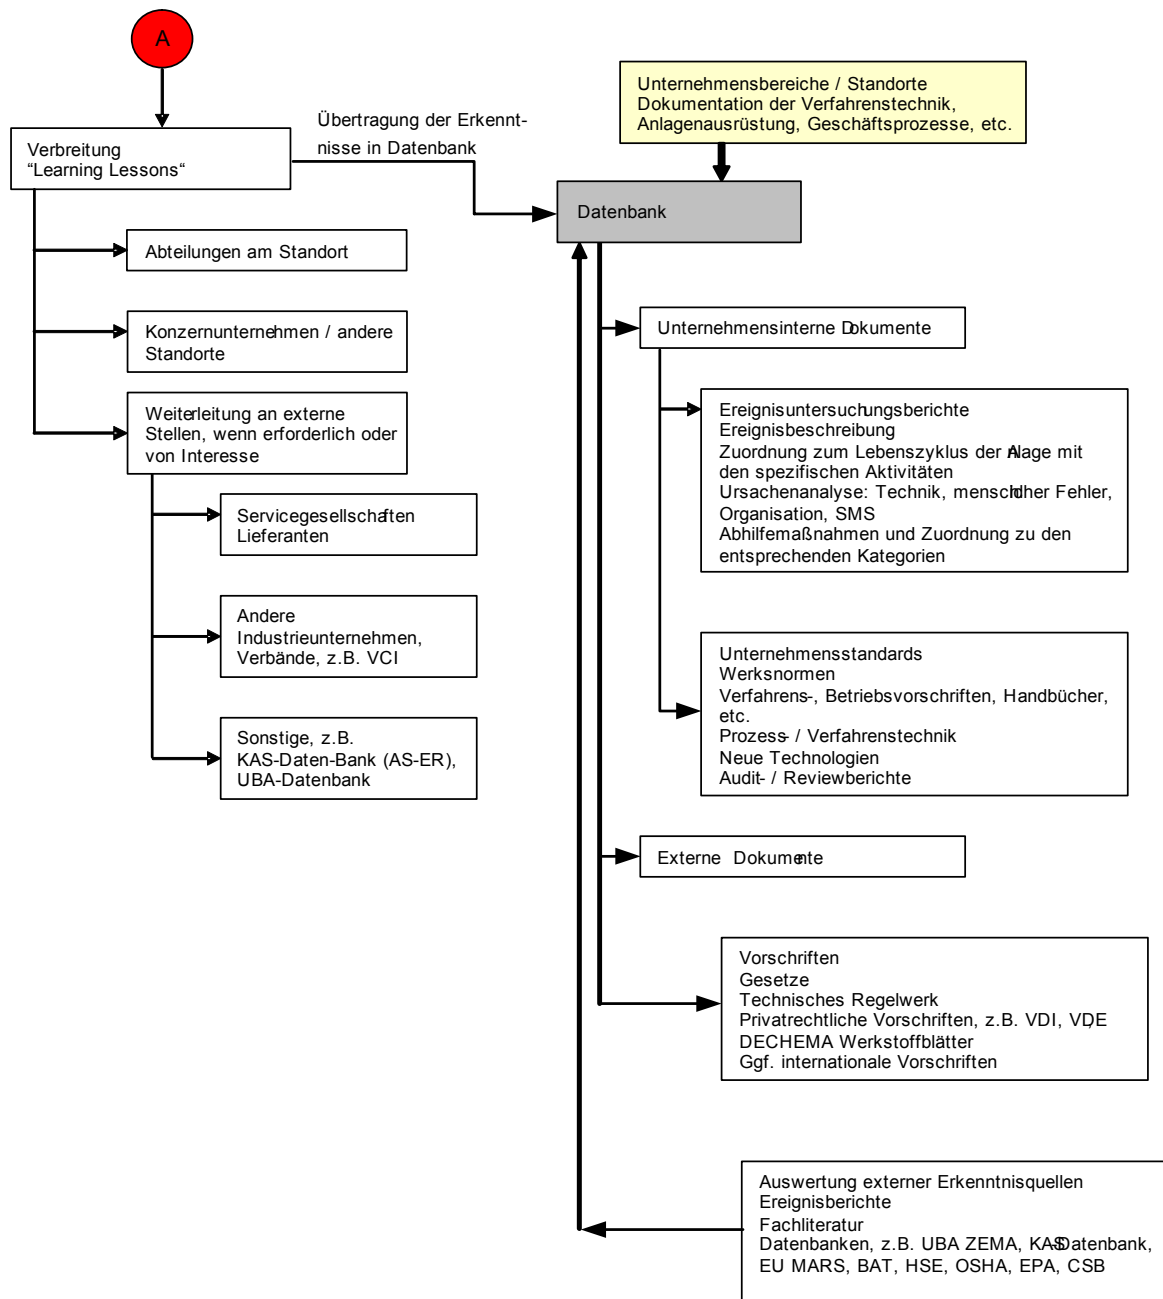 A
Verbreitung
“Learning Lessons“
Übertragung der Erkennt-
nisse in Datenbank
Unternehmensbereiche / Standorte
Dokumentation der Verfahrenstechnik,
Anlagenausrüstung, Geschäftsprozesse, etc.
Datenbank
Abteilungen am Standort
Konzernunternehmen / andere
Standorte
Weiterleitung an externe
Stellen, wenn erforderlich oder
von Interesse
Servicegesellschaften
Lieferanten
Andere
Industrieunternehmen,
Verbände, z.B. VCI
Sonstige, z.B.
KAS-Daten-Bank (AS-ER),
UBA-Datenbank
Unternehmensinterne Dokumente
Ereignisuntersuchungsberichte
Ereignisbeschreibung
Zuordnung zum Lebenszyklus der Anlage mit
den spezifischen Aktivitäten
Ursachenanalyse: Technik, menschlicher Fehler,
Organisation, SMS
Abhilfemaßnahmen und Zuordnung zu den
entsprechenden Kategorien
Unternehmensstandards
Werksnormen
Verfahrens-, Betriebsvorschriften, Handbücher,
etc.
Prozess- / Verfahrenstechnik
Neue Technologien
Audit- / Reviewberichte
Externe Dokumente
Vorschriften
Gesetze
Technisches Regelwerk
Privatrechtliche Vorschriften, z.B. VDI, VDE,
DECHEMA Werkstoffblätter
Ggf. internationale Vorschriften
Auswertung externer Erkenntnisquellen
Ereignisberichte
Fachliteratur
Datenbanken, z.B. UBA ZEMA, KAS-Datenbank,
EU MARS, BAT, HSE, OSHA, EPA, CSB